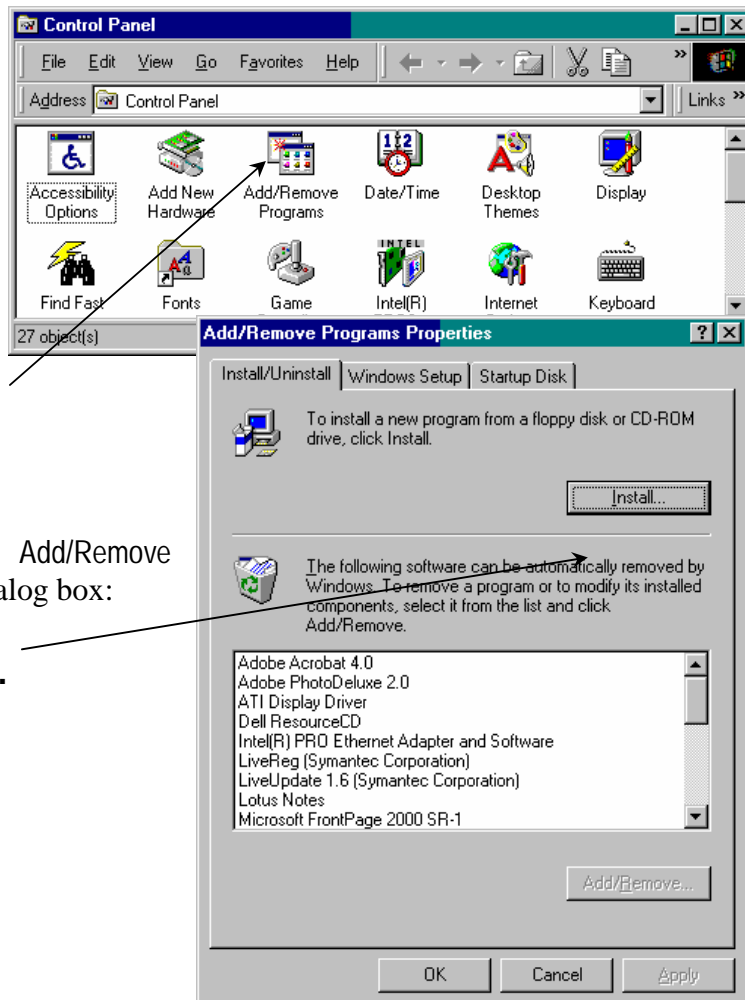 Control Panel
File Edit View Go Favorites Help »
Address Control Panel Links »
Accessibility Options
Add New Hardware
Add/Remove Programs
Date/Time
Desktop Themes
Display
Find Fast
Fonts
Game
INTEL
Intel(R)
Internet
Keyboard
27 object(s)
Add/Remove Programs Properties
Install/Uninstall Windows Setup Startup Disk
To install a new program from a floppy disk or CD-ROM
drive, click Install.
Install...
Add/Remove
alog box:
.
The following software can be automatically removed by
Windows. To remove a program or to modify its installed
components, select it from the list and click
Add/Remove.
Adobe Acrobat 4.0
Adobe PhotoDeluxe 2.0
ATI Display Driver
Dell ResourceCD
Intel(R) PRO Ethernet Adapter and Software
LiveReg (Symantec Corporation)
LiveUpdate 1.6 (Symantec Corporation)
Lotus Notes
Microsoft FrontPage 2000 SR-1
Add/Remove...
OK Cancel Apply